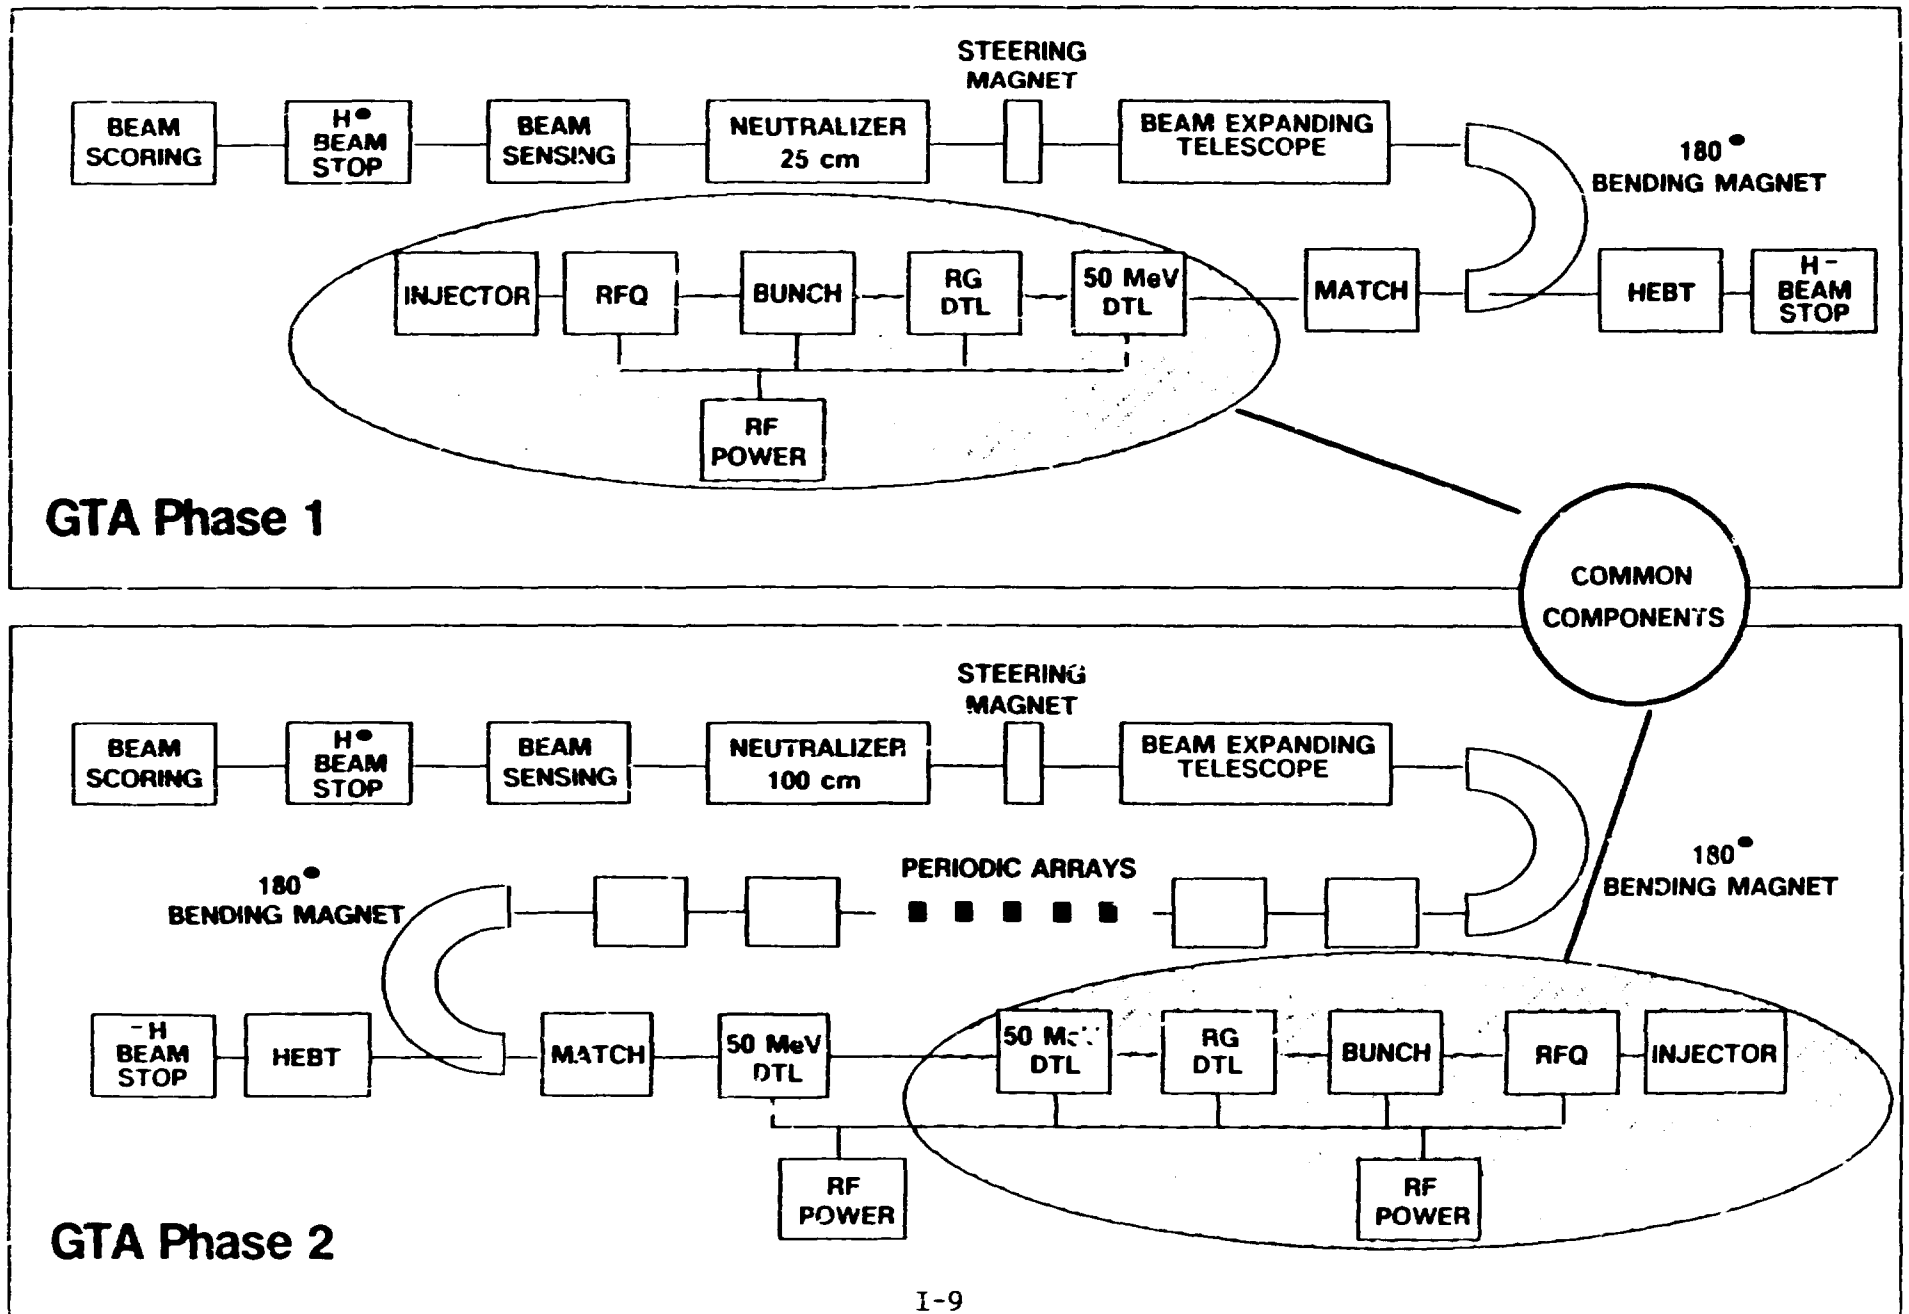 STEERING
MAGNET
BEAM
SCORING
H●
BEAM
STOP
BEAM
SENSING
NEUTRALIZER
25 cm
BEAM EXPANDING
TELESCOPE
180●
BENDING MAGNET
INJECTOR
RFQ
BUNCH
RG
DTL
50 MeV
DTL
MATCH
HEBT
H-
BEAM
STOP
RF
POWER
GTA Phase 1
COMMON
COMPONENTS
STEERING
MAGNET
BEAM
SCORING
H●
BEAM
STOP
BEAM
SENSING
NEUTRALIZER
100 cm
BEAM EXPANDING
TELESCOPE
180●
BENDING MAGNET
PERIODIC ARRAYS
180●
BENDING MAGNET
-H
BEAM
STOP
HEBT
MATCH
50 MeV
DTL
50 MeV
DTL
RG
DTL
BUNCH
RFQ
INJECTOR
RF
POWER
RF
POWER
GTA Phase 2
I-9